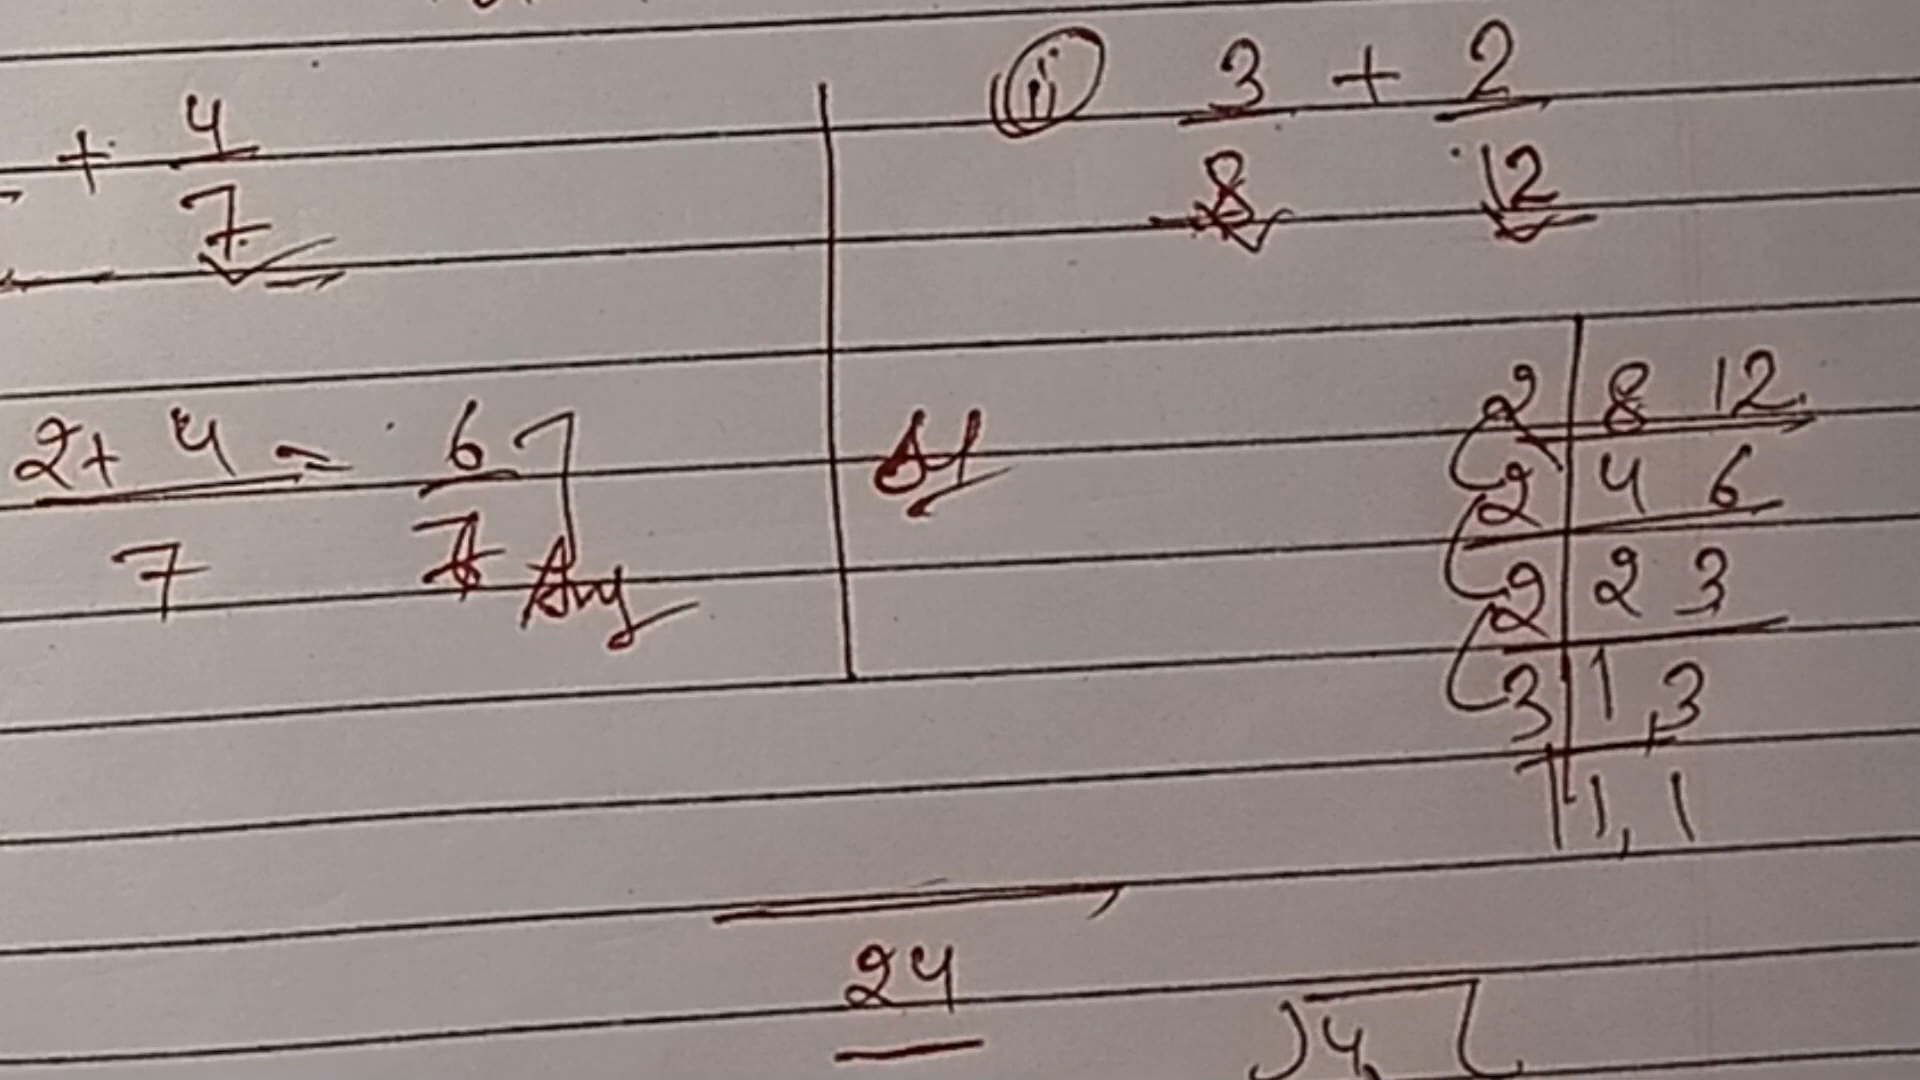 + 4/7
2+4/7 = 6/7 Ans
(ii) 3/8 + 2/12
2 | 8 12
2 | 4 6
2 | 2 3
3 | 1, 3
1, 1
24
4